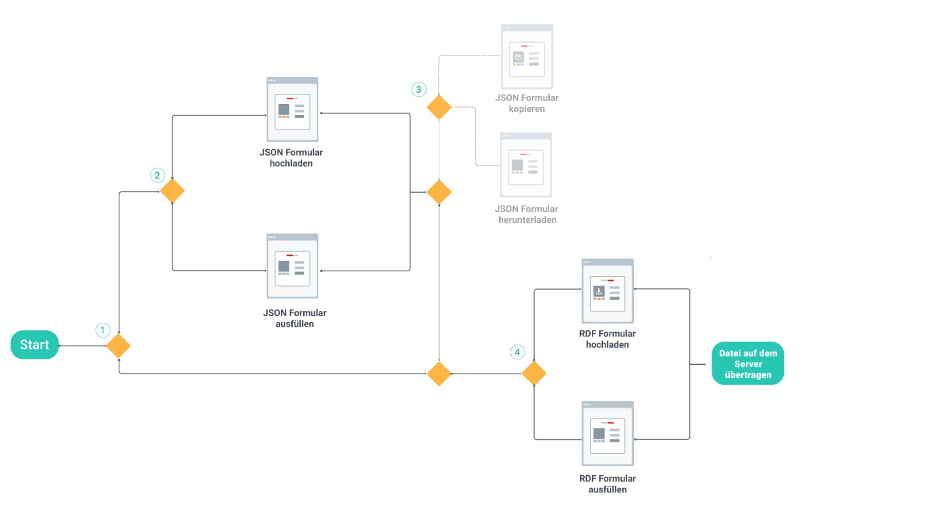 3
JSON Formular
kopieren
2
JSON Formular
hochladen
JSON Formular
herunterladen
JSON Formular
ausfüllen
1
Start
4
RDF Formular
hochladen
Datei auf dem
Server
übertragen
RDF Formular
ausfüllen